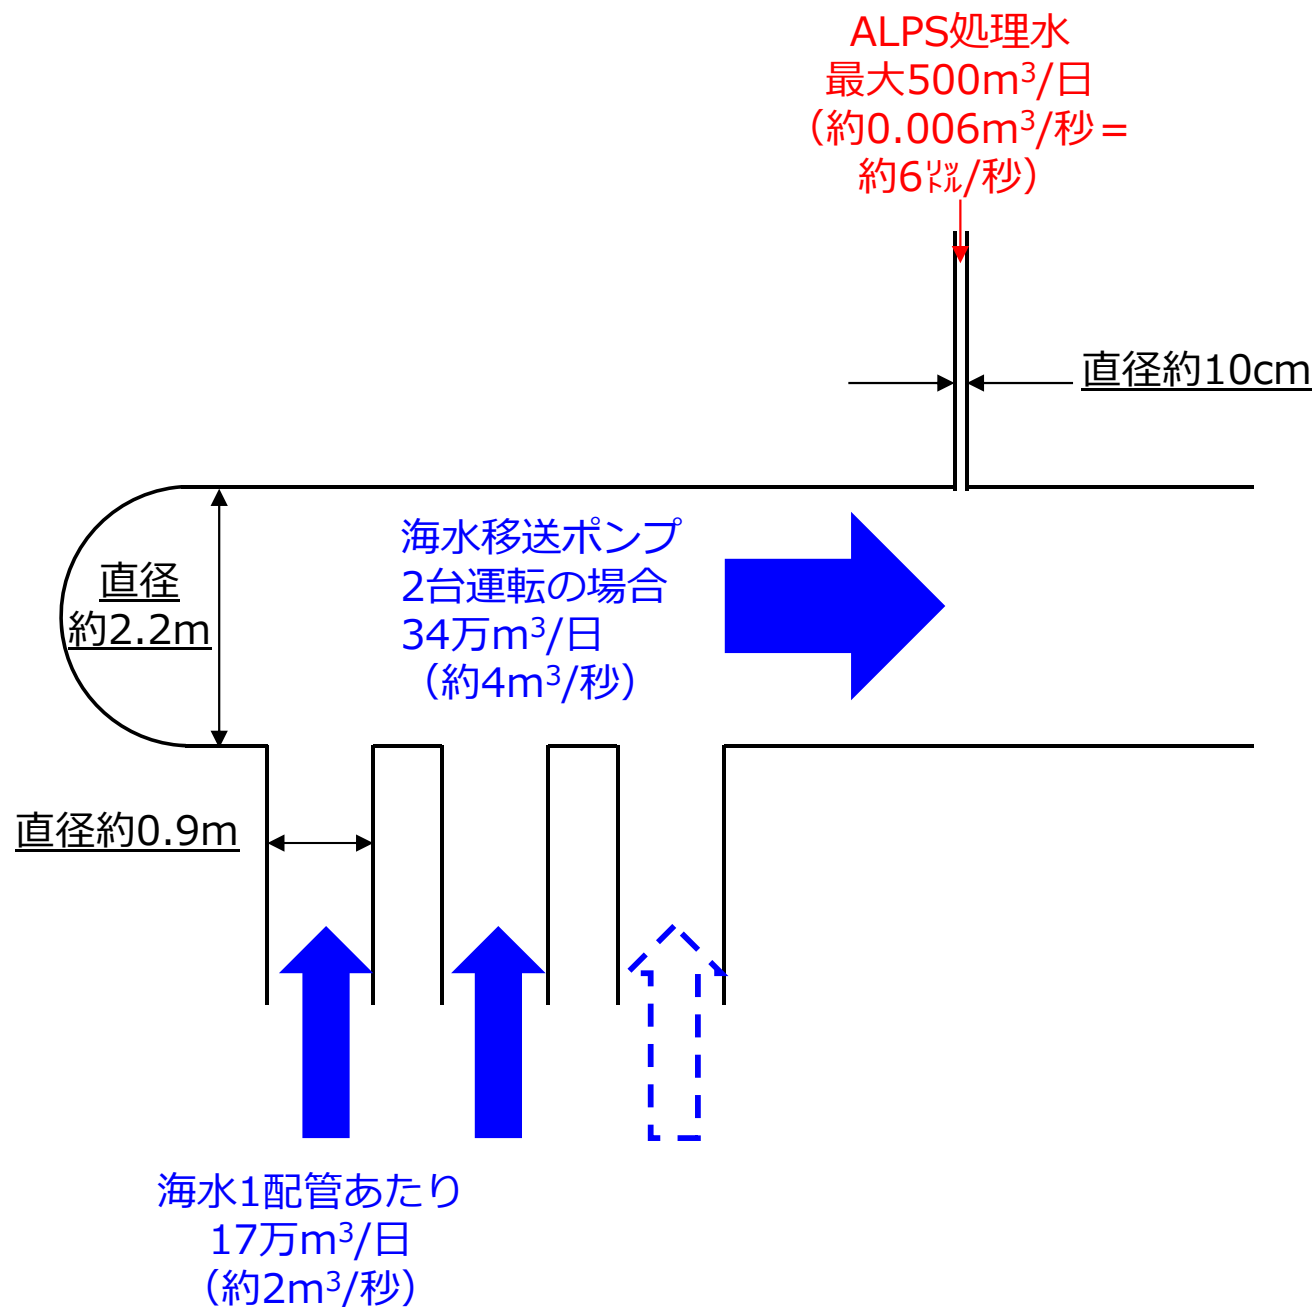 ALPS処理水
最大500m³/日
（約0.006m³/秒＝
約6㍑/秒）
直径約10cm
海水移送ポンプ
2台運転の場合
34万m³/日
（約4m³/秒）
直径
約2.2m
直径約0.9m
海水1配管あたり
17万m³/日
（約2m³/秒）